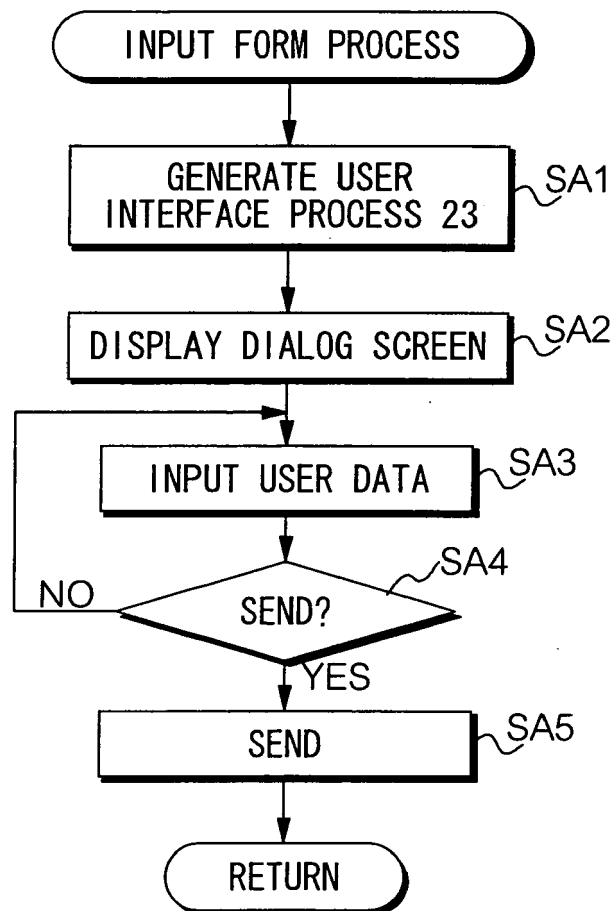 INPUT FORM PROCESS
GENERATE USER
INTERFACE PROCESS 23
SA1
DISPLAY DIALOG SCREEN
SA2
INPUT USER DATA
SA3
SA4
NO
SEND?
YES
SEND
SA5
RETURN